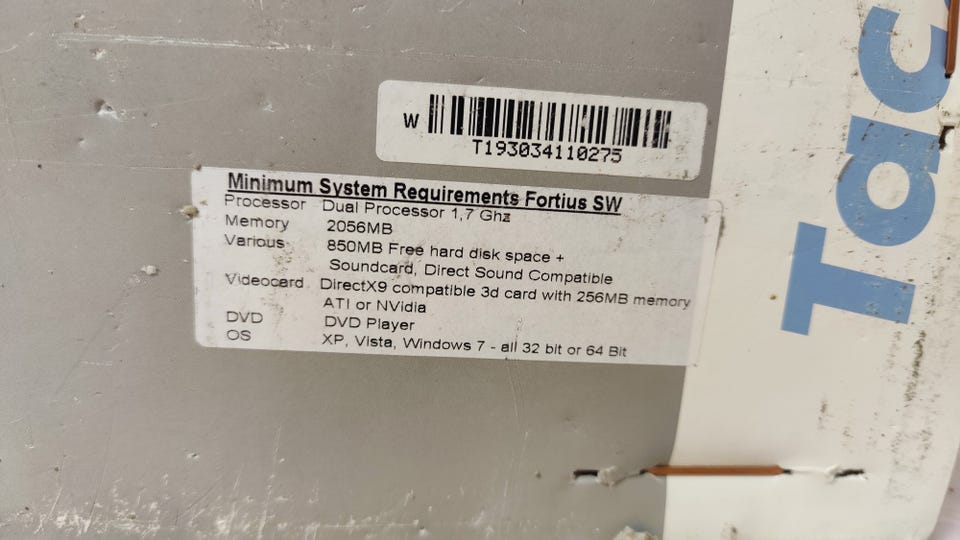 W
T193034110275
Minimum System Requirements Fortius SW
Processor Dual Processor 1,7 Ghz
Memory 2056MB
Various 850MB Free hard disk space +
Soundcard, Direct Sound Compatible
Videocard DirectX9 compatible 3d card with 256MB memory
ATI or NVidia
DVD DVD Player
OS XP, Vista, Windows 7 - all 32 bit or 64 Bit
Tac